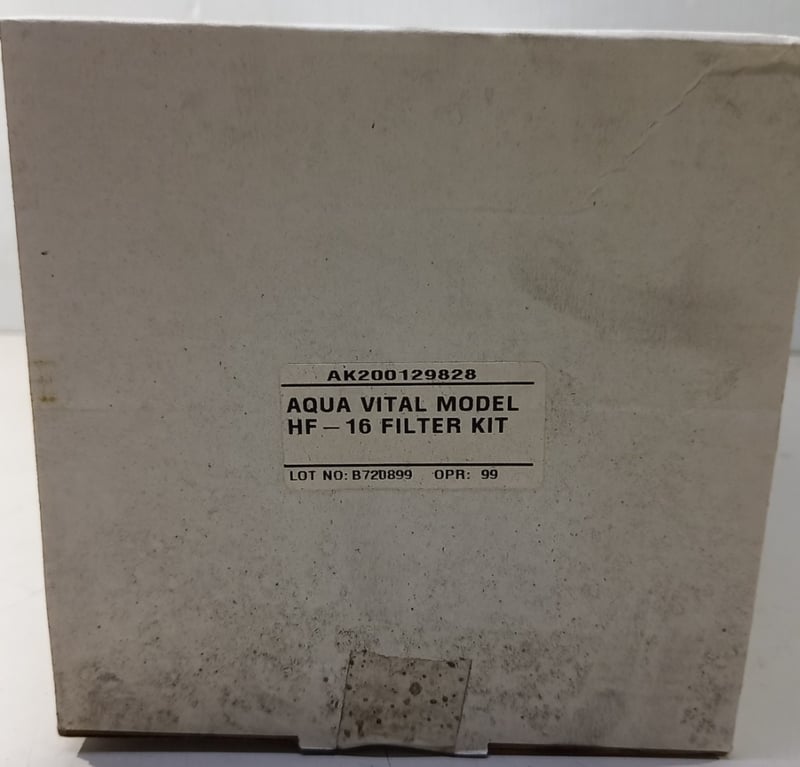 AK200129828
AQUA VITAL MODEL
HF-16 FILTER KIT
LOT NO: B720899 OPR: 99